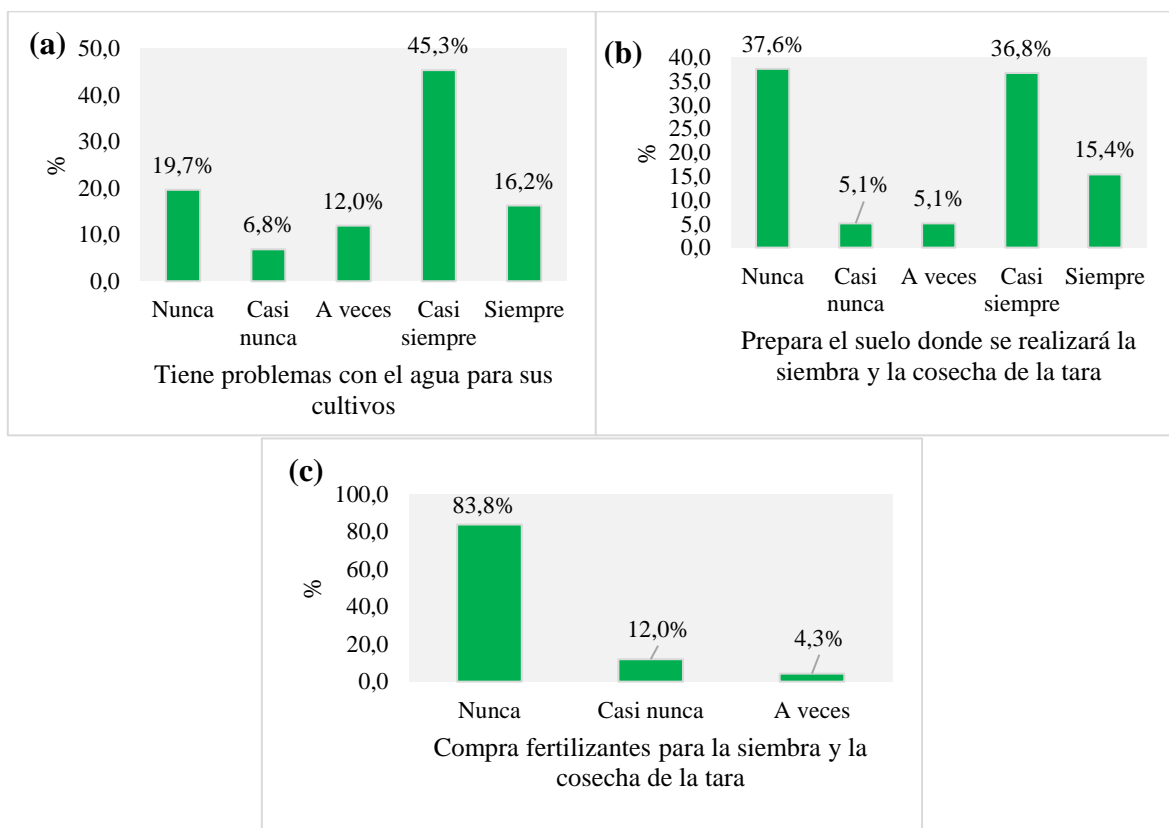 (a)
50,0
40,0
30,0
20,0
10,0
0,0
%
19,7%
6,8%
12,0%
45,3%
16,2%
Nunca
Casi nunca
A veces
Casi siempre
Siempre
Tiene problemas con el agua para sus
cultivos
(b)
40,0
35,0
30,0
25,0
20,0
15,0
10,0
5,0
0,0
%
37,6%
5,1%
5,1%
36,8%
15,4%
Nunca
Casi nunca
A veces
Casi siempre
Siempre
Prepara el suelo donde se realizará la
siembra y la cosecha de la tara
(c)
100,0
80,0
60,0
40,0
20,0
0,0
%
83,8%
12,0%
4,3%
Nunca
Casi nunca
A veces
Compra fertilizantes para la siembra y la
cosecha de la tara